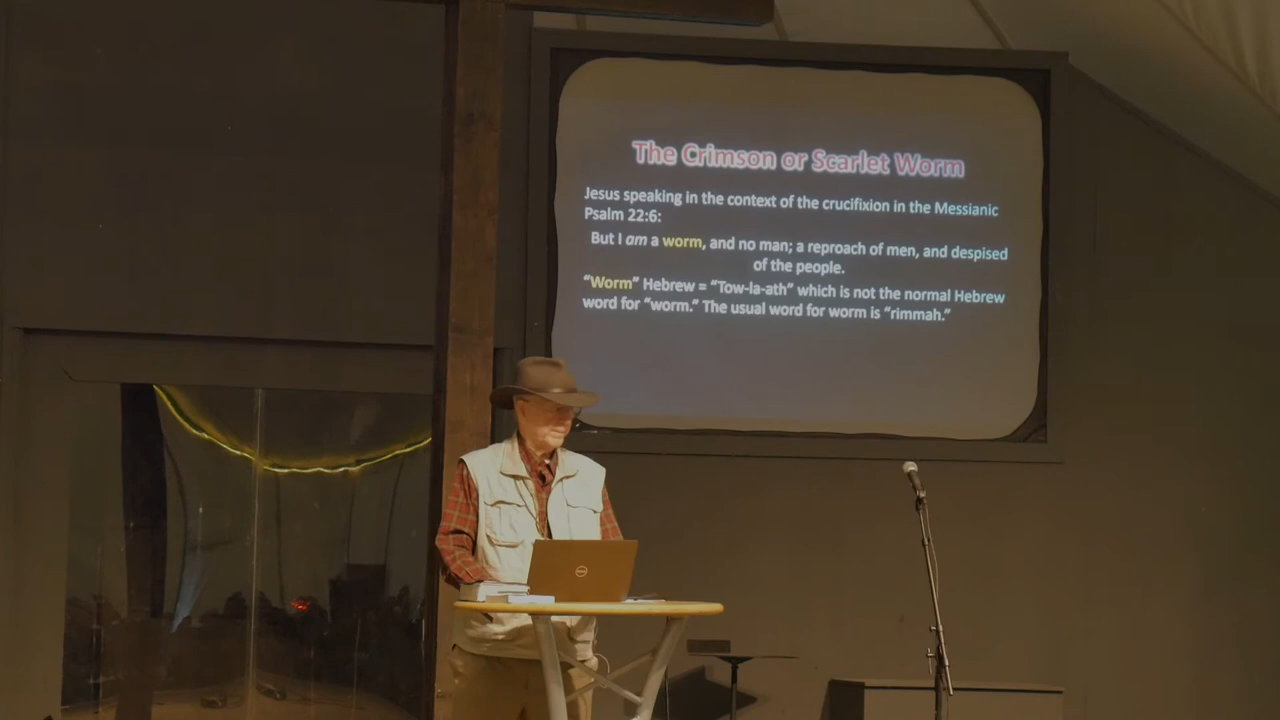 The Crimson or Scarlet Worm
Jesus speaking in the context of the crucifixion in the Messianic
Psalm 22:6:
But I am a worm, and no man; a reproach of men, and despised
of the people.
"Worm" Hebrew = "Tow-la-ath" which is not the normal Hebrew
word for "worm." The usual word for worm is "rimmah."
DELL